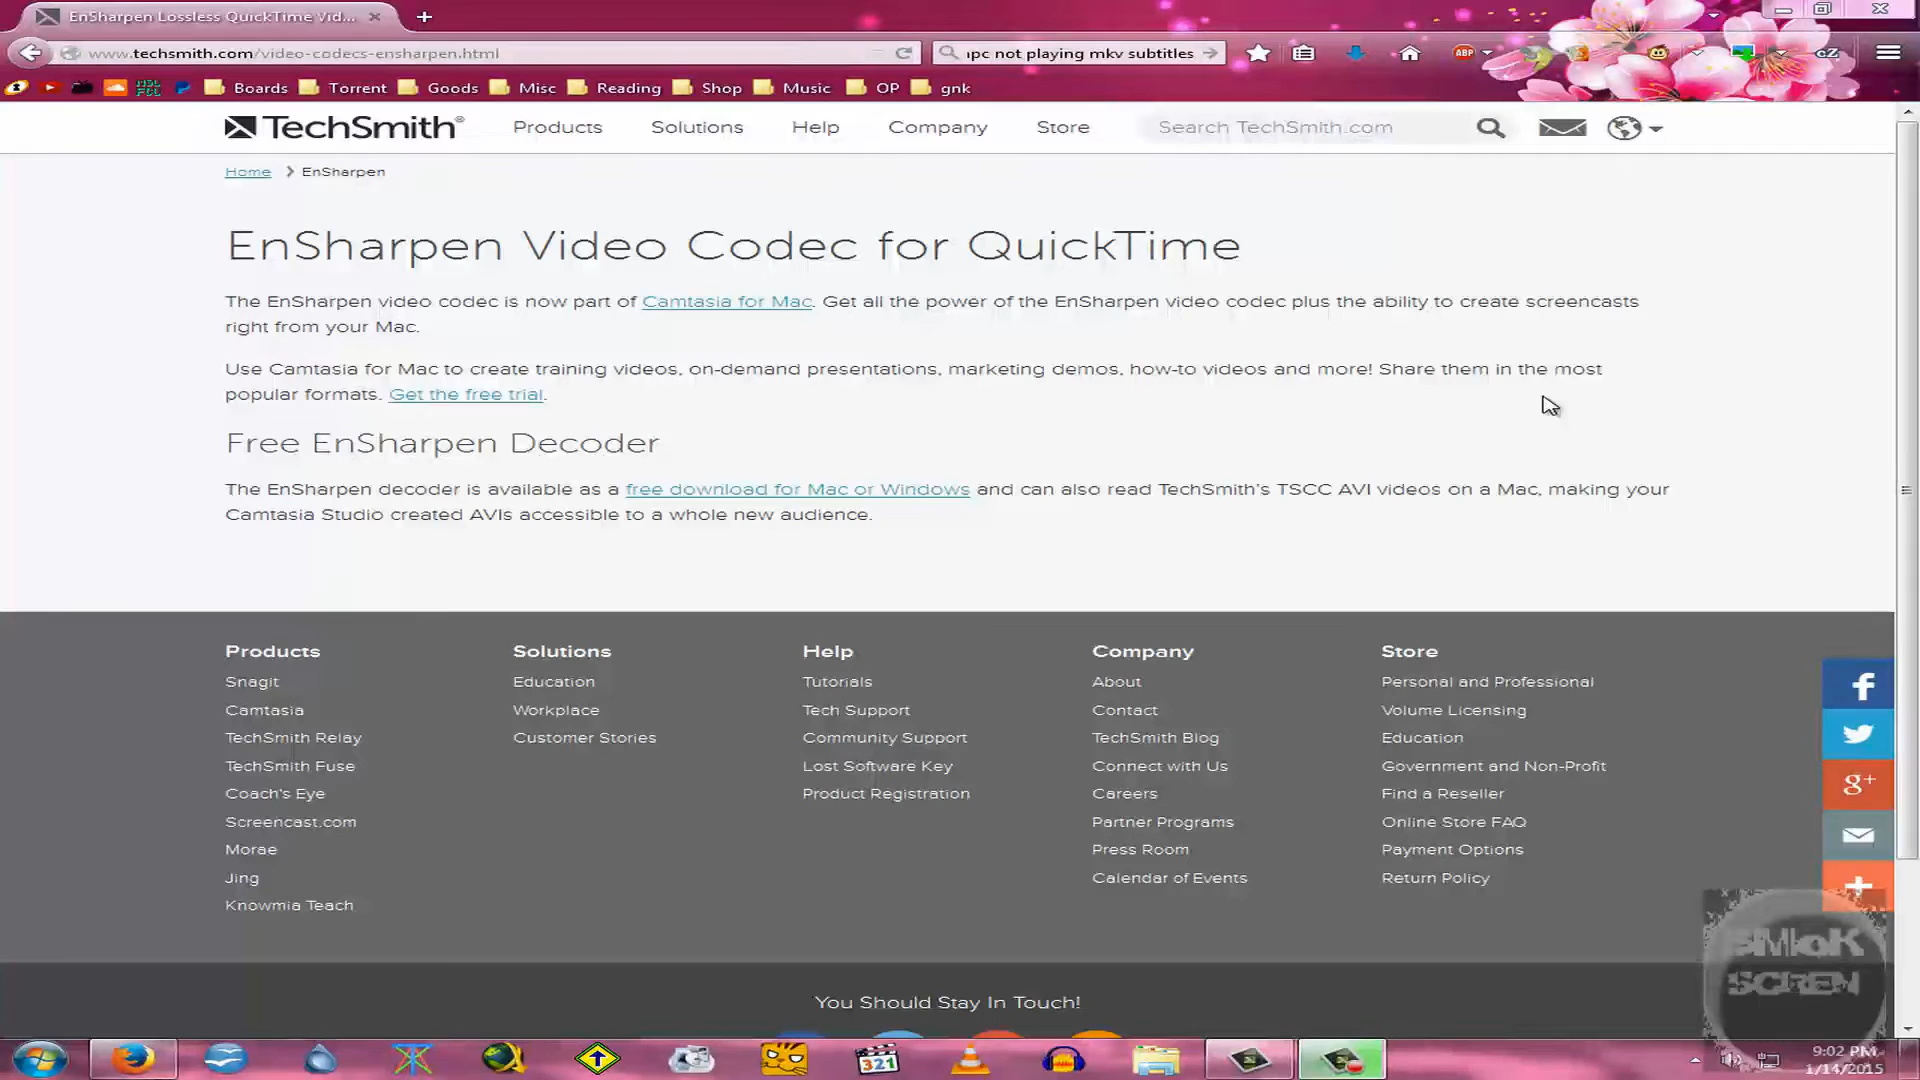 EnSharpen Lossless QuickTime Vid...
www.techsmith.com/video-codecs-ensharpen.html
ıpc not playing mkv subtitles
ABP
cz
Boards Torrent Goods Misc Reading Shop Music OP gnk
TechSmith® Products Solutions Help Company Store Search TechSmith.com
Home > EnSharpen
EnSharpen Video Codec for QuickTime
The EnSharpen video codec is now part of Camtasia for Mac. Get all the power of the EnSharpen video codec plus the ability to create screencasts
right from your Mac.
Use Camtasia for Mac to create training videos, on-demand presentations, marketing demos, how-to videos and more! Share them in the most
popular formats. Get the free trial.
Free EnSharpen Decoder
The EnSharpen decoder is available as a free download for Mac or Windows and can also read TechSmith's TSCC AVI videos on a Mac, making your
Camtasia Studio created AVIs accessible to a whole new audience.
Products
Snagit
Camtasia
TechSmith Relay
TechSmith Fuse
Coach's Eye
Screencast.com
Morae
Jing
Knowmia Teach
Solutions
Education
Workplace
Customer Stories
Help
Tutorials
Tech Support
Community Support
Lost Software Key
Product Registration
Company
About
Contact
TechSmith Blog
Connect with Us
Careers
Partner Programs
Press Room
Calendar of Events
Store
Personal and Professional
Volume Licensing
Education
Government and Non-Profit
Find a Reseller
Online Store FAQ
Payment Options
Return Policy
You Should Stay In Touch!
SMoK
SCREN
321
9:02 PM
1/14/2015